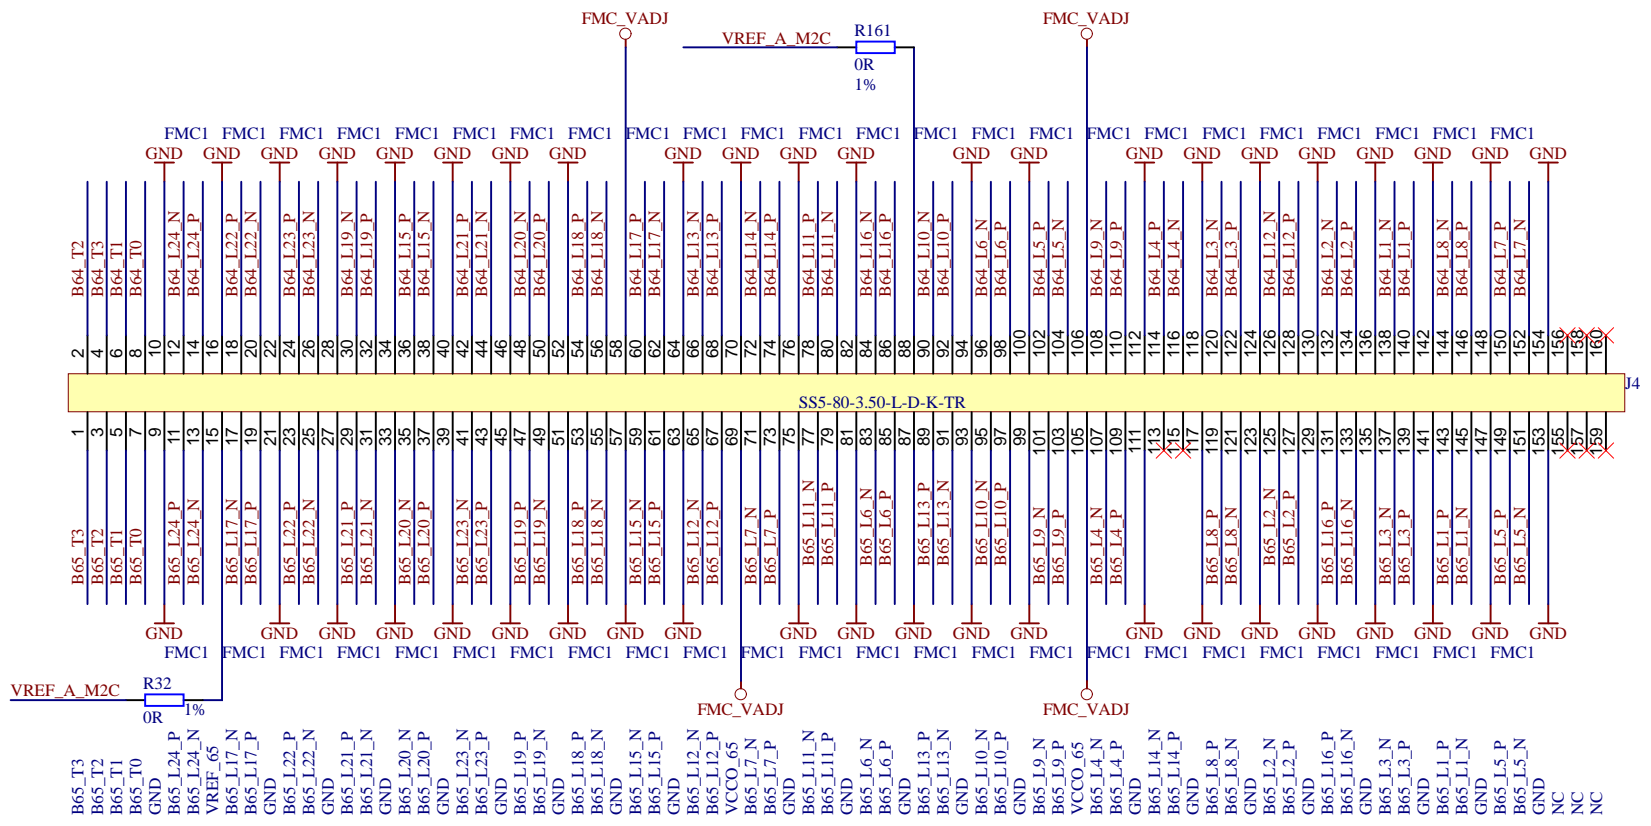 FMC_VADJ
FMC_VADJ
VREF_A_M2C
R161
0R
1%
FMC1 FMC1 FMC1 FMC1 FMC1 FMC1 FMC1 FMC1 FMC1 FMC1 FMC1 FMC1 FMC1 FMC1 FMC1 FMC1 FMC1 FMC1 FMC1 FMC1 FMC1 FMC1 FMC1 FMC1
GND GND GND GND GND GND GND GND GND GND GND GND GND GND GND GND GND GND GND GND GND GND
B64_T2
B64_T3
B64_T1
B64_T0
B64_L24_N
B64_L24_P
B64_L22_P
B64_L22_N
B64_L23_P
B64_L23_N
B64_L19_N
B64_L19_P
B64_L15_P
B64_L15_N
B64_L21_P
B64_L21_N
B64_L20_N
B64_L20_P
B64_L18_P
B64_L18_N
B64_L17_P
B64_L17_N
B64_L13_N
B64_L13_P
B64_L14_N
B64_L14_P
B64_L11_P
B64_L11_N
B64_L16_N
B64_L16_P
B64_L10_N
B64_L10_P
B64_L6_N
B64_L6_P
B64_L5_P
B64_L5_N
B64_L9_N
B64_L9_P
B64_L4_P
B64_L4_N
B64_L3_N
B64_L3_P
B64_L12_N
B64_L12_P
B64_L2_N
B64_L2_P
B64_L1_N
B64_L1_P
B64_L8_N
B64_L8_P
B64_L7_P
B64_L7_N
2 4 6 8 10 12 14 16 18 20 22 24 26 28 30 32 34 36 38 40 42 44 46 48 50 52 54 56 58 60 62 64 66 68 70 72 74 76 78 80 82 84 86 88 90 92 94 96 98 100 102 104 106 108 110 112 114 116 118 120 122 124 126 128 130 132 134 136 138 140 142 144 146 148 150 152 154 156 158 160
J4
SS5-80-3.50-L-D-K-TR
1 3 5 7 9 11 13 15 17 19 21 23 25 27 29 31 33 35 37 39 41 43 45 47 49 51 53 55 57 59 61 63 65 67 69 71 73 75 77 79 81 83 85 87 89 91 93 95 97 99 101 103 105 107 109 111 113 115 117 119 121 123 125 127 129 131 133 135 137 139 141 143 145 147 149 151 153 155 157 159
B65_T3
B65_T2
B65_T1
B65_T0
B65_L24_P
B65_L24_N
B65_L17_N
B65_L17_P
B65_L22_P
B65_L22_N
B65_L21_P
B65_L21_N
B65_L20_N
B65_L20_P
B65_L23_N
B65_L23_P
B65_L19_P
B65_L19_N
B65_L18_P
B65_L18_N
B65_L15_N
B65_L15_P
B65_L12_N
B65_L12_P
B65_L7_N
B65_L7_P
B65_L11_N
B65_L11_P
B65_L6_N
B65_L6_P
B65_L13_P
B65_L13_N
B65_L10_N
B65_L10_P
B65_L9_N
B65_L9_P
B65_L4_N
B65_L4_P
B65_L8_P
B65_L8_N
B65_L2_N
B65_L2_P
B65_L16_P
B65_L16_N
B65_L3_N
B65_L3_P
B65_L1_P
B65_L1_N
B65_L5_P
B65_L5_N
GND GND GND GND GND GND GND GND GND GND GND GND GND GND GND GND GND GND GND GND GND GND
FMC1 FMC1 FMC1 FMC1 FMC1 FMC1 FMC1 FMC1 FMC1 FMC1 FMC1 FMC1 FMC1 FMC1 FMC1 FMC1 FMC1 FMC1 FMC1 FMC1 FMC1 FMC1 FMC1 FMC1
VREF_A_M2C
R32
0R
1%
FMC_VADJ
FMC_VADJ
B65_T3
B65_T2
B65_T1
B65_T0
GND
B65_L24_P
B65_L24_N
VREF_65
B65_L17_N
B65_L17_P
GND
B65_L22_P
B65_L22_N
GND
B65_L21_P
B65_L21_N
GND
B65_L20_N
B65_L20_P
GND
B65_L23_N
B65_L23_P
GND
B65_L19_P
B65_L19_N
GND
B65_L18_P
B65_L18_N
GND
B65_L15_N
B65_L15_P
GND
B65_L12_N
B65_L12_P
VCCO_65
B65_L7_N
B65_L7_P
GND
B65_L11_N
B65_L11_P
GND
B65_L6_N
B65_L6_P
GND
B65_L13_P
B65_L13_N
GND
B65_L10_N
B65_L10_P
GND
B65_L9_N
B65_L9_P
VCCO_65
B65_L4_N
B65_L4_P
GND
B65_L14_N
B65_L14_P
GND
B65_L8_P
B65_L8_N
GND
B65_L2_N
B65_L2_P
GND
B65_L16_P
B65_L16_N
GND
B65_L3_N
B65_L3_P
GND
B65_L1_P
B65_L1_N
GND
B65_L5_P
B65_L5_N
GND
NC
NC
NC